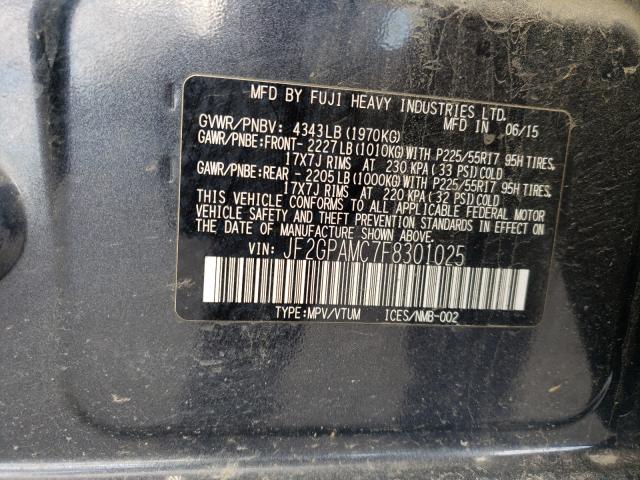 MFD BY FUJI HEAVY INDUSTRIES LTD.
GVWR/PNBV: 4343LB(1970KG) MFD IN 06/15
GAWR/PNBE:FRONT- 2227LB(1010KG)WITH P225/55R17 95H TIRES,
17X7J RIMS AT 230 KPA(33 PSI)COLD
GAWR/PNBE:REAR - 2205LB(1000KG)WITH P225/55R17 95H TIRES,
17X7J RIMS AT 220 KPA(32 PSI)COLD
THIS VEHICLE CONFORMS TO ALL APPLICABLE FEDERAL MOTOR
VEHICLE SAFETY AND THEFT PREVENTION STANDARDS IN EFFECT ON
THE DATE OF MANUFACTURE SHOWN ABOVE.
VIN: JF2GPAMC7F8301025
TYPE:MPV/VTUM ICES/NMB-002